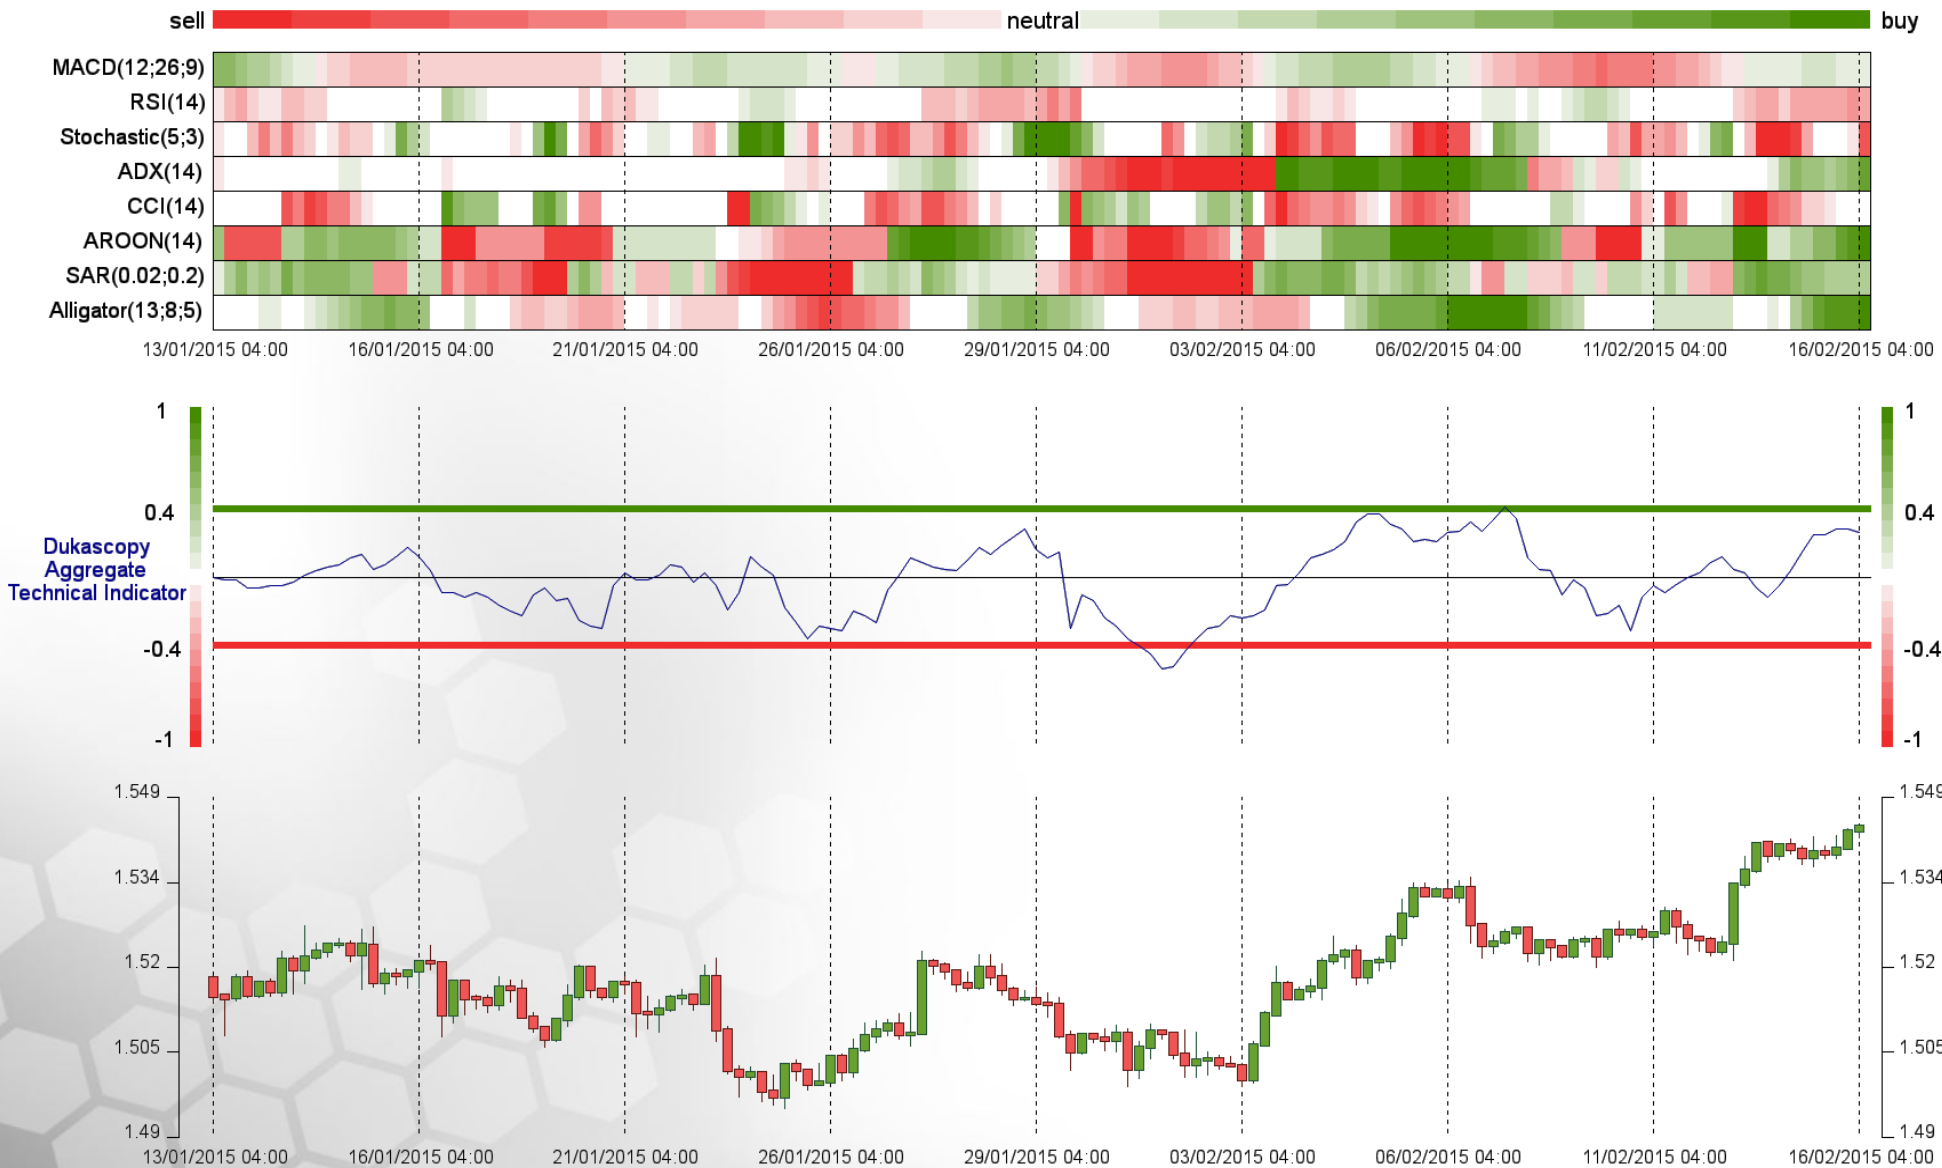 sell neutral buy
MACD(12;26;9)
RSI(14)
Stochastic(5;3)
ADX(14)
CCI(14)
AROON(14)
SAR(0.02;0.2)
Alligator(13;8;5)
13/01/2015 04:00 16/01/2015 04:00 21/01/2015 04:00 26/01/2015 04:00 29/01/2015 04:00 03/02/2015 04:00 06/02/2015 04:00 11/02/2015 04:00 16/02/2015 04:00
1 1
0.4 0.4
Dukascopy
Aggregate
Technical Indicator
-0.4 -0.4
-1 -1
1.549 1.549
1.534 1.534
1.52 1.52
1.505 1.505
1.49 1.49
13/01/2015 04:00 16/01/2015 04:00 21/01/2015 04:00 26/01/2015 04:00 29/01/2015 04:00 03/02/2015 04:00 06/02/2015 04:00 11/02/2015 04:00 16/02/2015 04:00